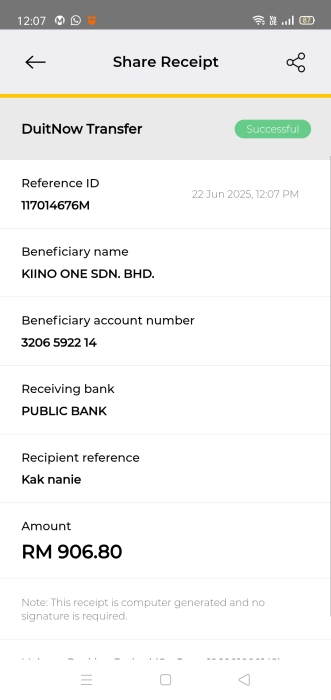 12:07
87
Share Receipt
DuitNow Transfer
Successful
Reference ID
117014676M
22 Jun 2025, 12:07 PM
Beneficiary name
KIINO ONE SDN. BHD.
Beneficiary account number
3206 5922 14
Receiving bank
PUBLIC BANK
Recipient reference
Kak nanie
Amount
RM 906.80
Note: This receipt is computer generated and no
signature is required.